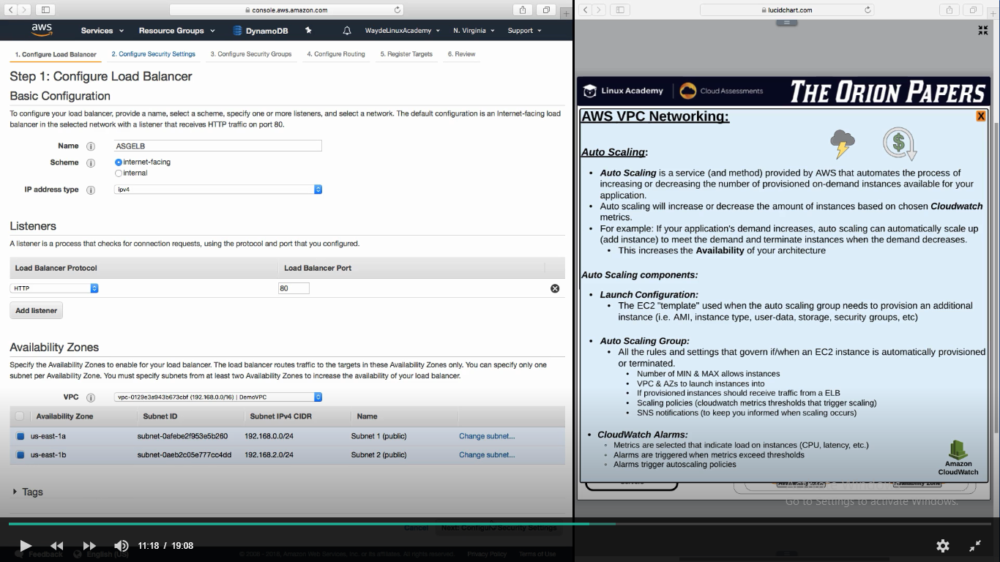 console.aws.amazon.com
aws Services Resource Groups DynamoDB WaydeLinuxAcademy N. Virginia Support
1. Configure Load Balancer 2. Configure Security Settings 3. Configure Security Groups 4. Configure Routing 5. Register Targets 6. Review
Step 1: Configure Load Balancer
Basic Configuration
To configure your load balancer, provide a name, select a scheme, specify one or more listeners, and select a network. The default configuration is an Internet-facing load
balancer in the selected network with a listener that receives HTTP traffic on port 80.
Name ASGELB
Scheme internet-facing
internal
IP address type ipv4
Listeners
A listener is a process that checks for connection requests, using the protocol and port that you configured.
Load Balancer Protocol Load Balancer Port
HTTP 80
Add listener
Availability Zones
Specify the Availability Zones to enable for your load balancer. The load balancer routes traffic to the targets in these Availability Zones only. You can specify only one
subnet per Availability Zone. You must specify subnets from at least two Availability Zones to increase the availability of your load balancer.
VPC vpc-0129e3a943b673cbf (192.168.0.0/16) | DemoVPC
Availability Zone Subnet ID Subnet IPv4 CIDR Name
us-east-1a subnet-0afebe2f953e5b260 192.168.0.0/24 Subnet 1 (public) Change subnet...
us-east-1b subnet-0aeb2c05e777cc4dd 192.168.2.0/24 Subnet 2 (public) Change subnet...
Tags
Cancel Next: Configure Security Settings
11:18 / 19:08
Feedback English (US) © 2008 - 2018, Amazon Web Services, Inc. or its affiliates. All rights reserved. Privacy Policy Terms of Use
lucidchart.com
Linux Academy Cloud Assessments THE ORION PAPERS
AWS VPC Networking: X
Auto Scaling:
• Auto Scaling is a service (and method) provided by AWS that automates the process of
increasing or decreasing the number of provisioned on-demand instances available for your
application.
• Auto scaling will increase or decrease the amount of instances based on chosen Cloudwatch
metrics.
• For example: If your application's demand increases, auto scaling can automatically scale up
(add instance) to meet the demand and terminate instances when the demand decreases.
• This increases the Availability of your architecture
Auto Scaling components:
• Launch Configuration:
• The EC2 "template" used when the auto scaling group needs to provision an additional
instance (i.e. AMI, instance type, user-data, storage, security groups, etc)
• Auto Scaling Group:
• All the rules and settings that govern if/when an EC2 instance is automatically provisioned
or terminated.
• Number of MIN & MAX allows instances
• VPC & AZs to launch instances into
• If provisioned instances should receive traffic from a ELB
• Scaling policies (cloudwatch metrics thresholds that trigger scaling)
• SNS notifications (to keep you informed when scaling occurs)
• CloudWatch Alarms:
◦ Metrics are selected that indicate load on instances (CPU, latency, etc.)
◦ Alarms are triggered when metrics exceed thresholds
◦ Alarms trigger autoscaling policies
Amazon
CloudWatch
Go to Settings to activate Windows.